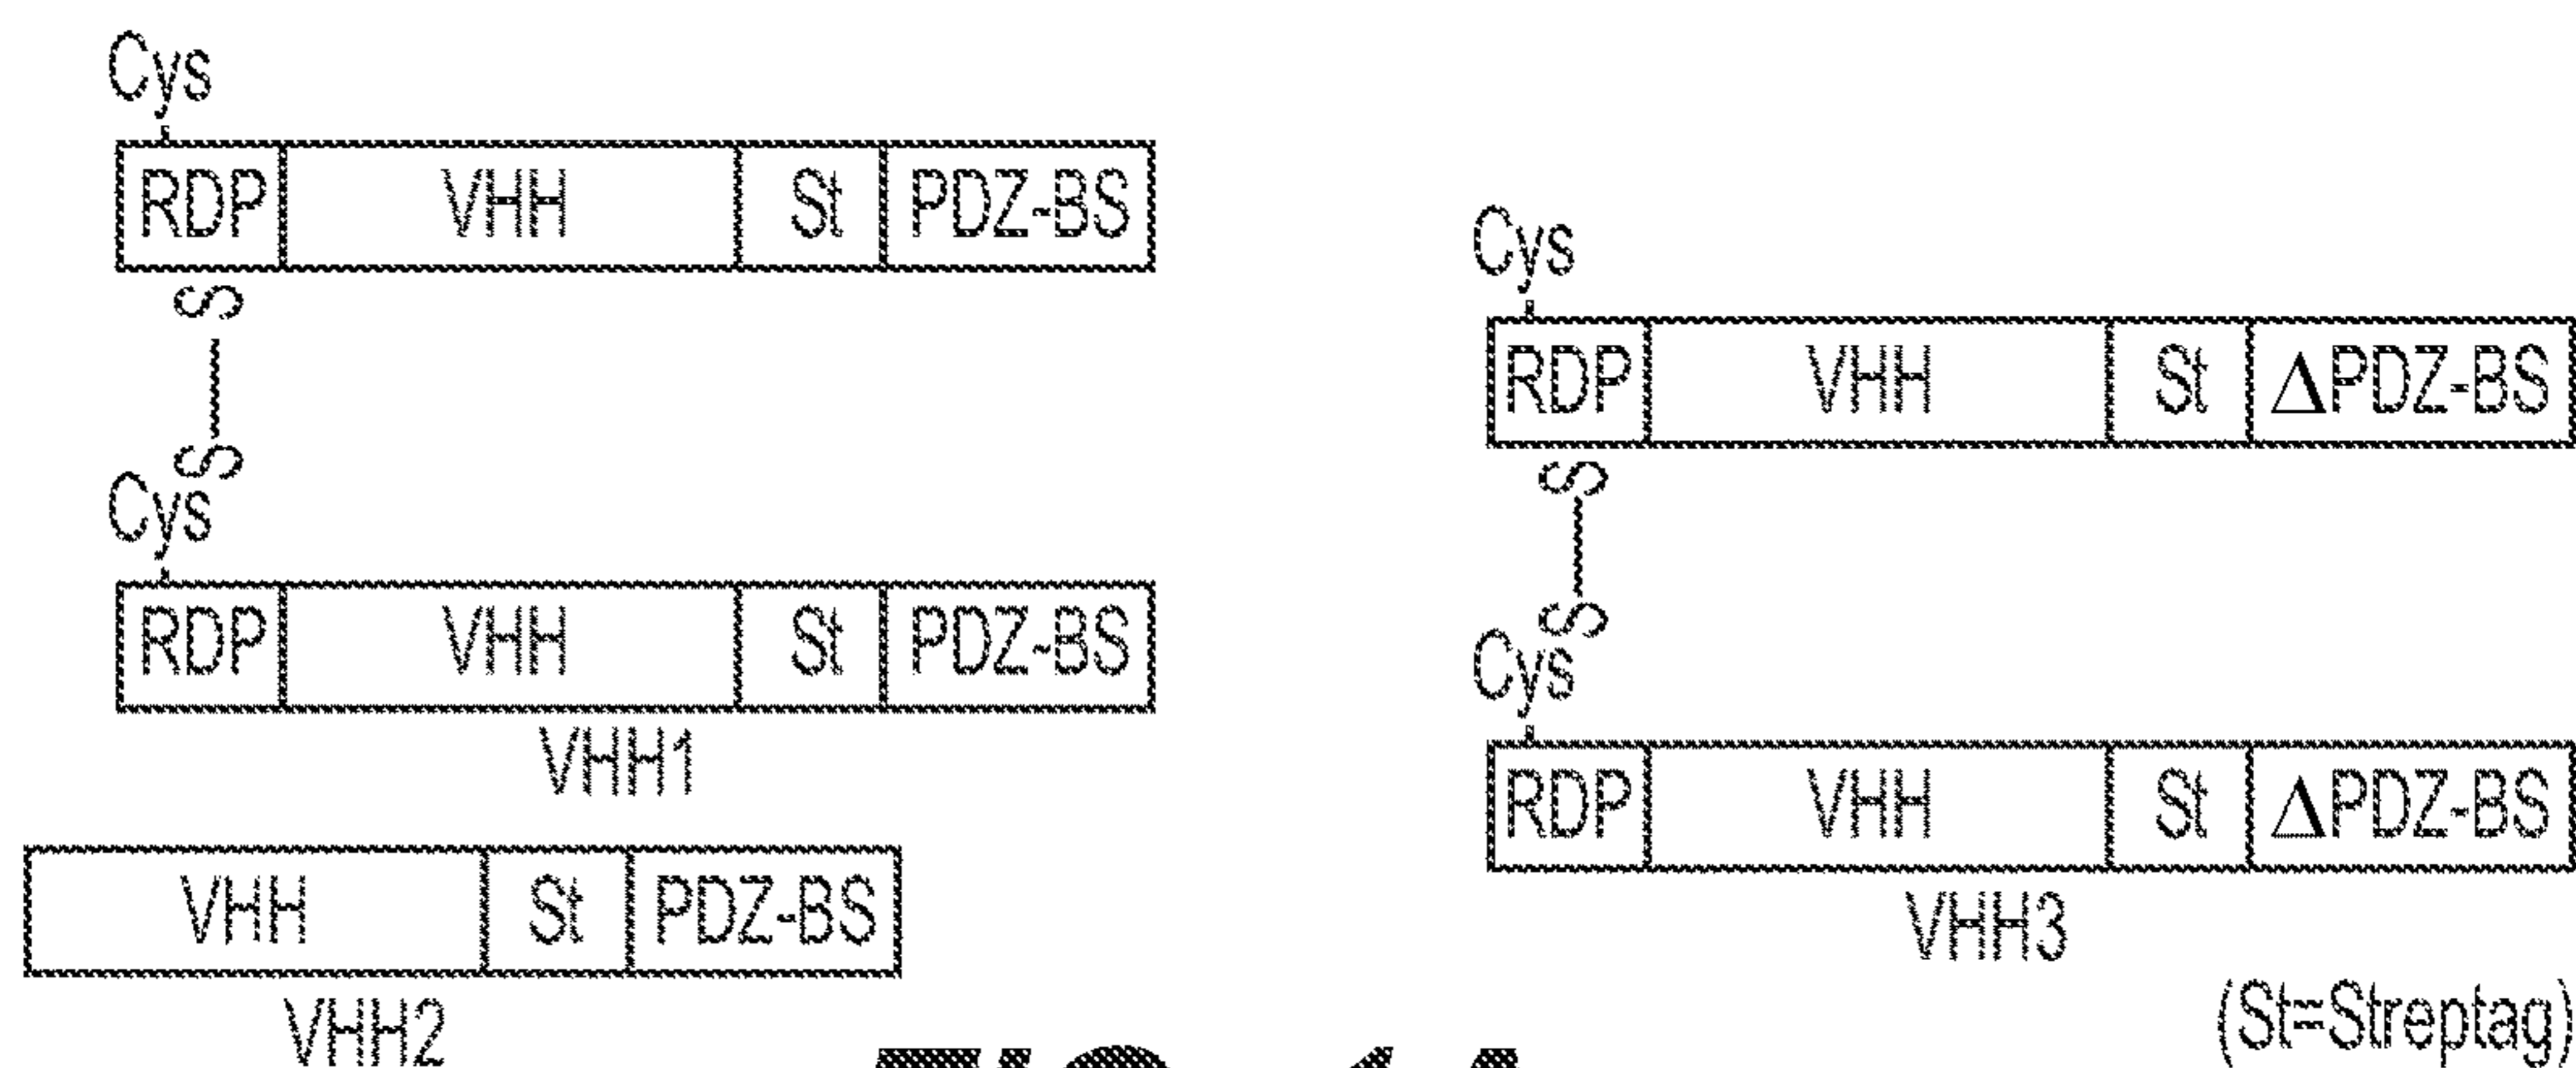 Cys
RDP VHH St PDZ-BS
S
S
Cys
RDP VHH St PDZ-BS
VHH1
VHH St PDZ-BS
VHH2
Cys
RDP VHH St ΔPDZ-BS
S
S
Cys
RDP VHH St ΔPDZ-BS
VHH3
(St=Streptag)